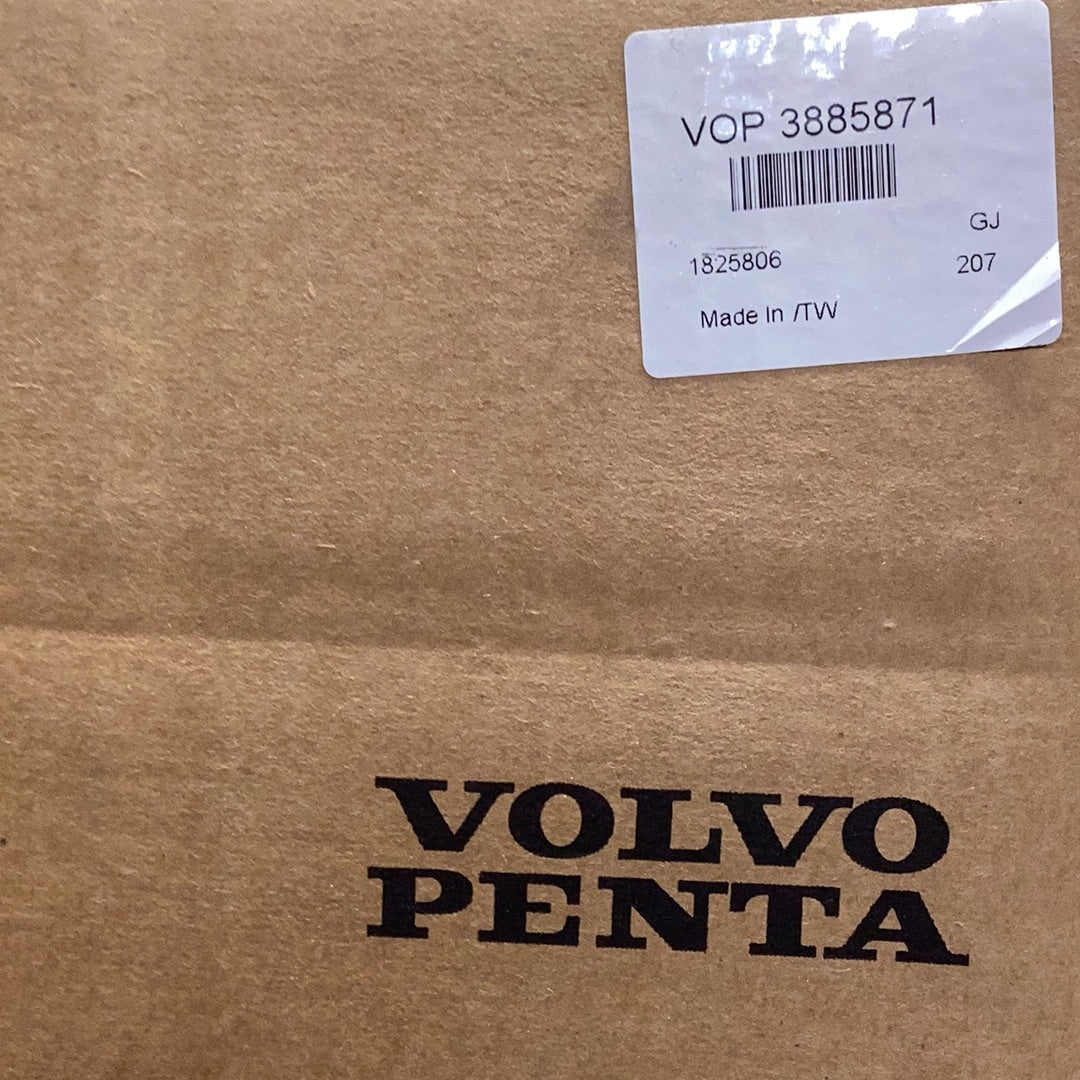 VOP 3885871
GJ
1825806 207
Made In /TW
VOLVO
PENTA